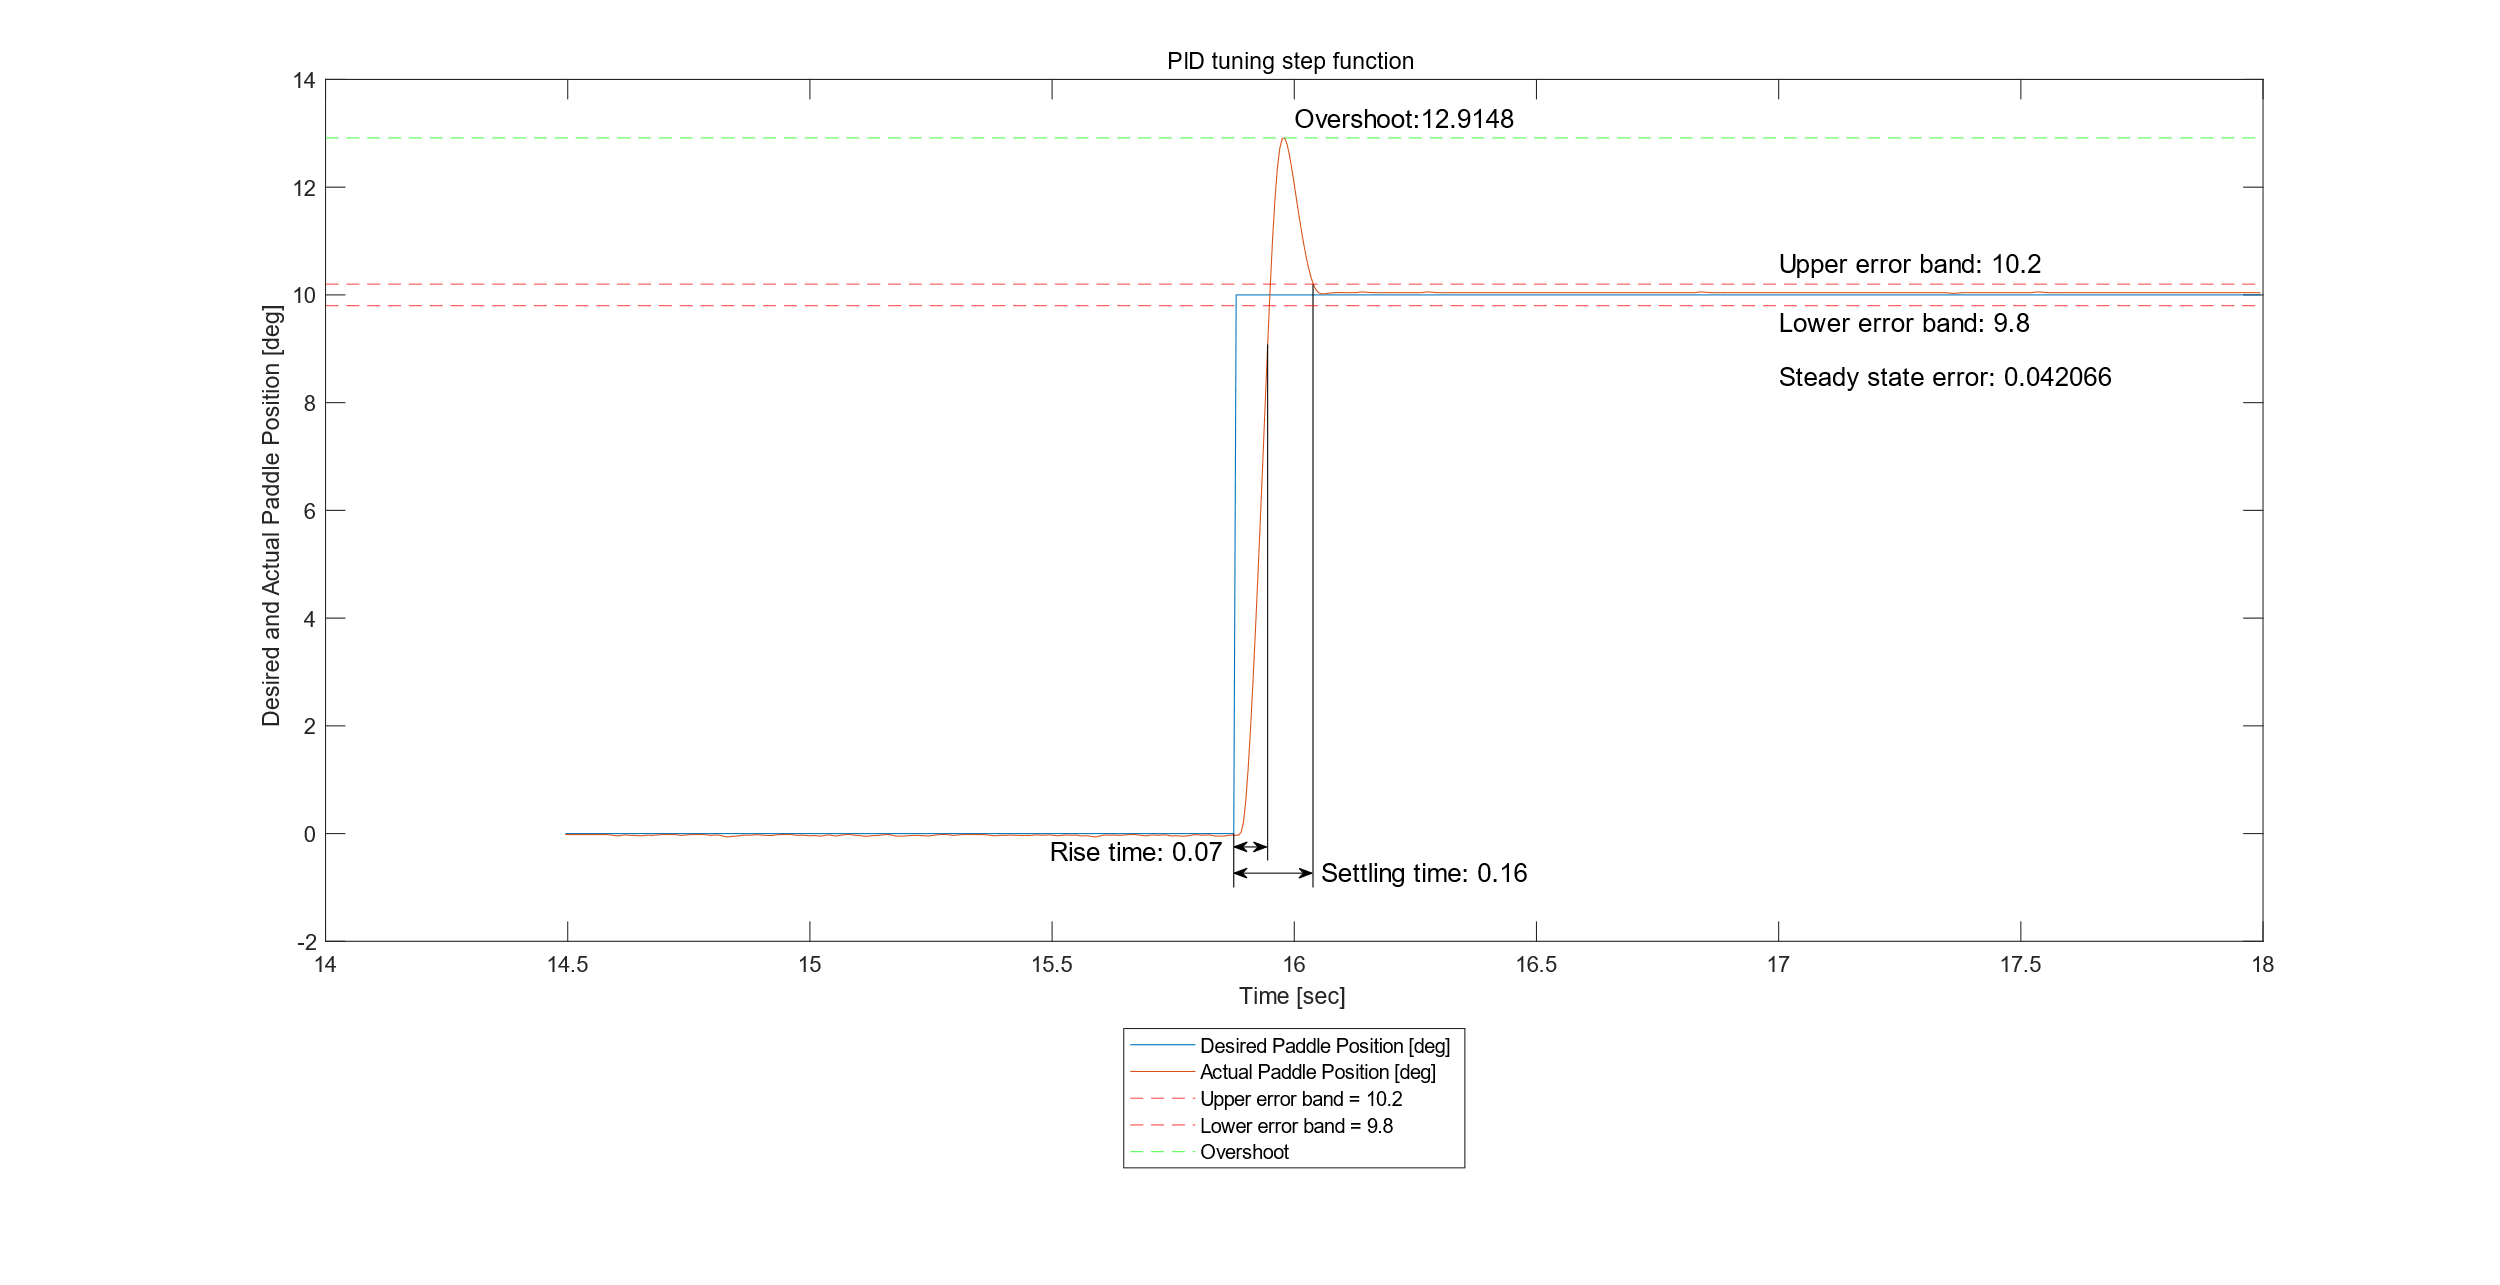 PID tuning step function
14
12
10
8
6
4
2
0
-2
Desired and Actual Paddle Position [deg]
Overshoot:12.9148
Upper error band: 10.2
Lower error band: 9.8
Steady state error: 0.042066
Rise time: 0.07
Settling time: 0.16
14 14.5 15 15.5 16 16.5 17 17.5 18
Time [sec]
Desired Paddle Position [deg]
Actual Paddle Position [deg]
Upper error band = 10.2
Lower error band = 9.8
Overshoot